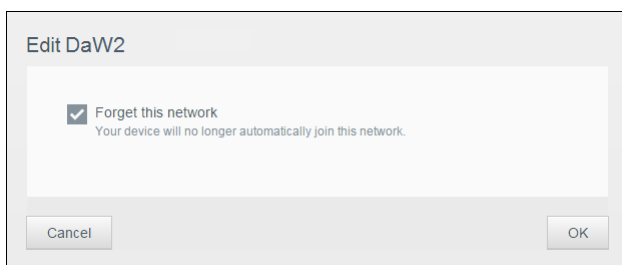 Edit DaW2
Forget this network
Your device will no longer automatically join this network.
Cancel
OK